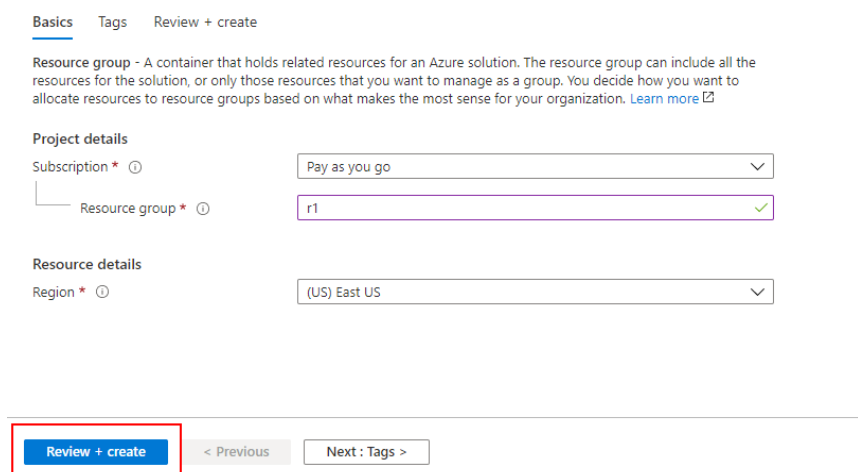 Basics Tags Review + create
Resource group - A container that holds related resources for an Azure solution. The resource group can include all the
resources for the solution, or only those resources that you want to manage as a group. You decide how you want to
allocate resources to resource groups based on what makes the most sense for your organization. Learn more
Project details
Subscription * Pay as you go
Resource group * r1
Resource details
Region * (US) East US
Review + create < Previous Next : Tags >